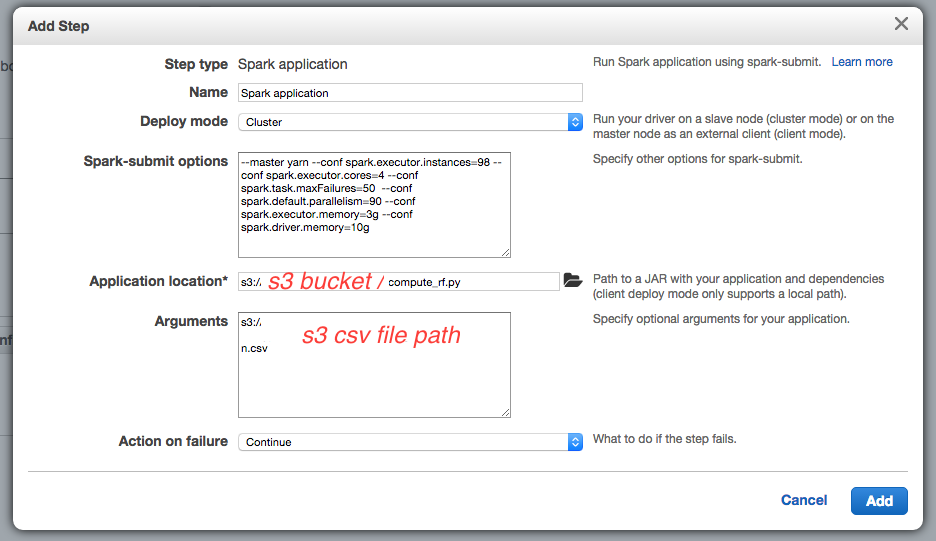 Add Step
Step type Spark application Run Spark application using spark-submit. Learn more
Name Spark application
Deploy mode Cluster Run your driver on a slave node (cluster mode) or on the
master node as an external client (client mode).
Spark-submit options Specify other options for spark-submit.
--master yarn --conf spark.executor.instances=98 --
conf spark.executor.cores=4 --conf
spark.task.maxFailures=50 --conf
spark.default.parallelism=90 --conf
spark.executor.memory=3g --conf
spark.driver.memory=10g
Application location* s3:/. s3 bucket / compute_rf.py Path to a JAR with your application and dependencies
(client deploy mode only supports a local path).
Arguments s3:/. Specify optional arguments for your application.
s3 csv file path
n.csv
Action on failure Continue What to do if the step fails.
Cancel Add